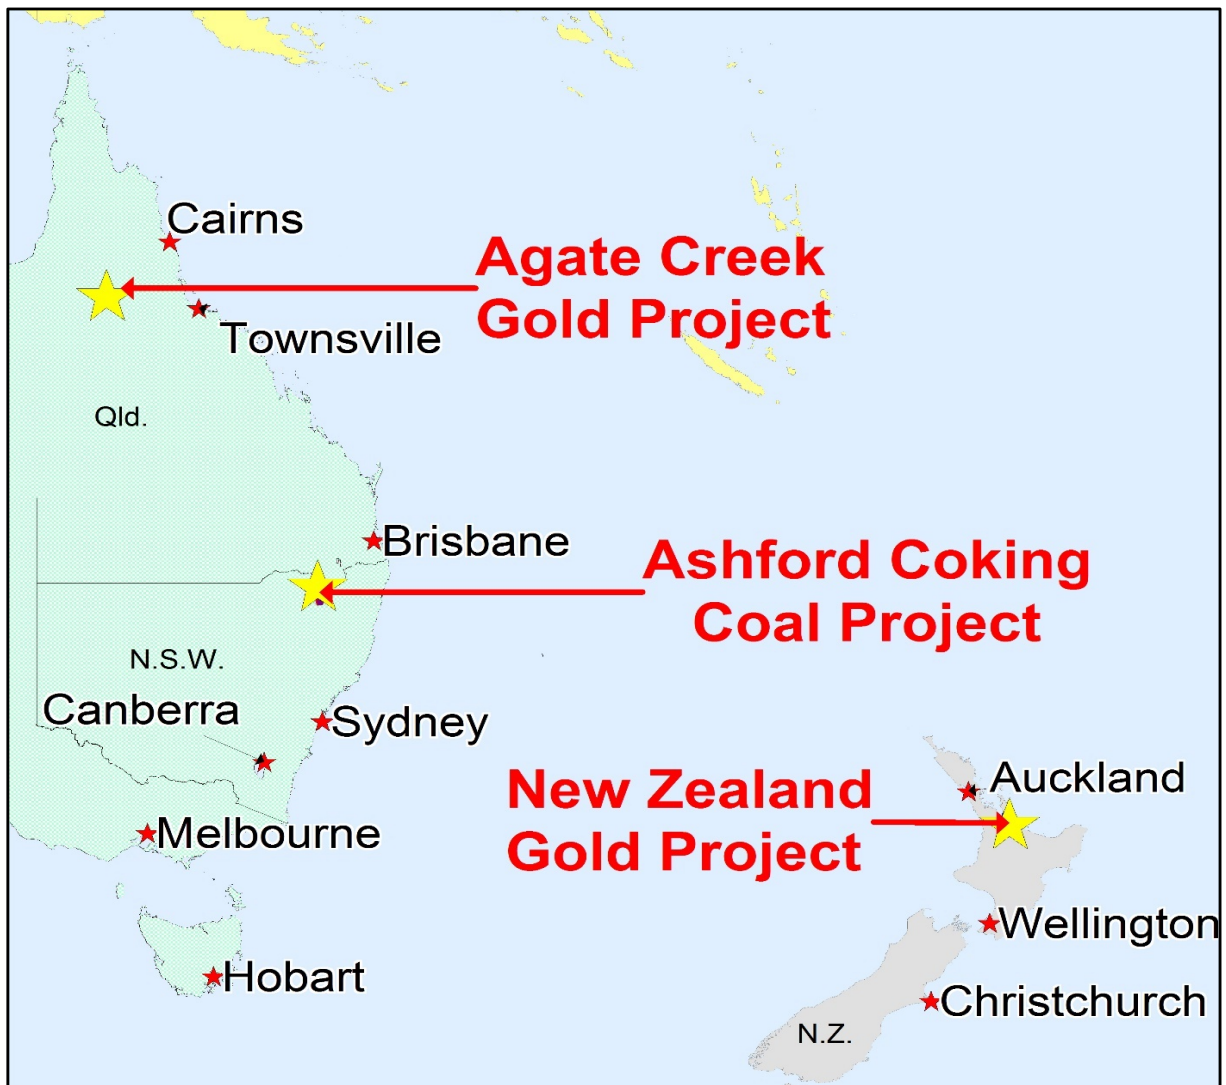 Cairns
Agate Creek
Gold Project
Townsville
Qld.
Brisbane
Ashford Coking
Coal Project
N.S.W.
Canberra
Sydney
New Zealand
Gold Project
Auckland
Melbourne
Wellington
Hobart
Christchurch
N.Z.